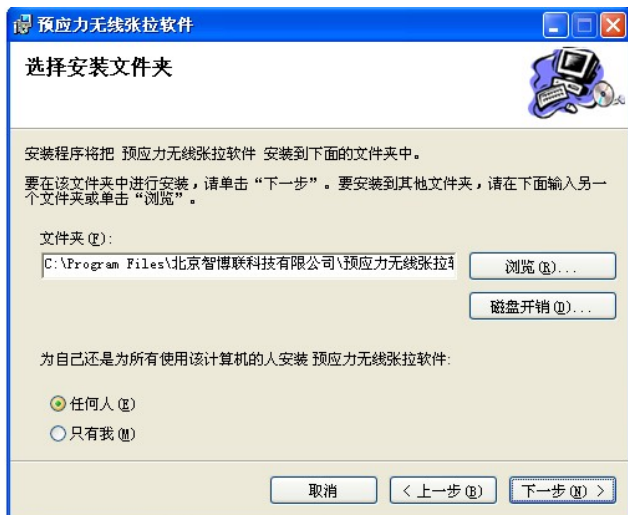 预应力无线张拉软件
选择安装文件夹
安装程序将把 预应力无线张拉软件 安装到下面的文件夹中。
要在该文件夹中进行安装，请单击“下一步”。要安装到其他文件夹，请在下面输入另一
个文件夹或单击“浏览”。
文件夹(F):
C:\Program Files\北京智博联科技有限公司\预应力无线张拉
浏览(R)...
磁盘开销(D)...
为自己还是为所有使用该计算机的人安装 预应力无线张拉软件:
任何人(E)
只有我(M)
取消
< 上一步(B)
下一步(N) >